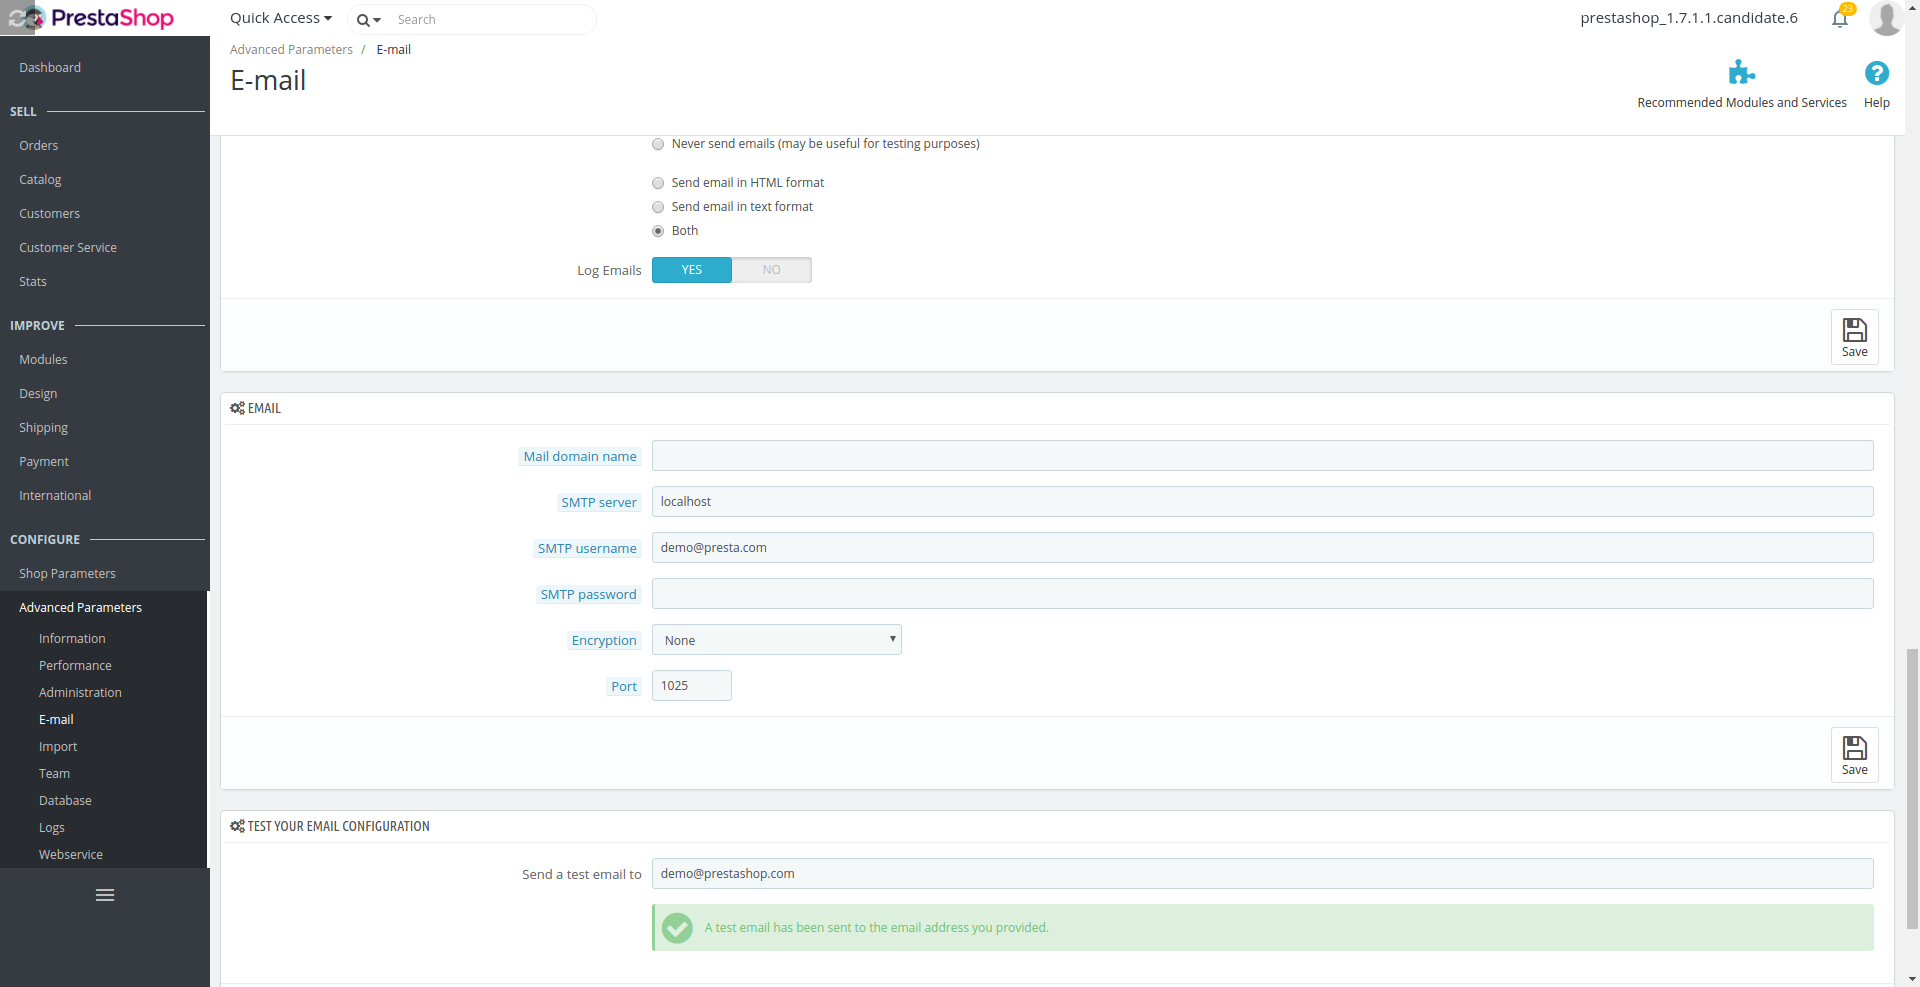 PrestaShop
Quick Access
Search
prestashop_1.7.1.1.candidate.6
23
Advanced Parameters / E-mail
E-mail
Recommended Modules and Services
Help
Dashboard
SELL
Orders
Catalog
Customers
Customer Service
Stats
IMPROVE
Modules
Design
Shipping
Payment
International
CONFIGURE
Shop Parameters
Advanced Parameters
Information
Performance
Administration
E-mail
Import
Team
Database
Logs
Webservice
Never send emails (may be useful for testing purposes)
Send email in HTML format
Send email in text format
Both
Log Emails YES NO
Save
EMAIL
Mail domain name
SMTP server localhost
SMTP username demo@presta.com
SMTP password
Encryption None
Port 1025
Save
TEST YOUR EMAIL CONFIGURATION
Send a test email to demo@prestashop.com
A test email has been sent to the email address you provided.